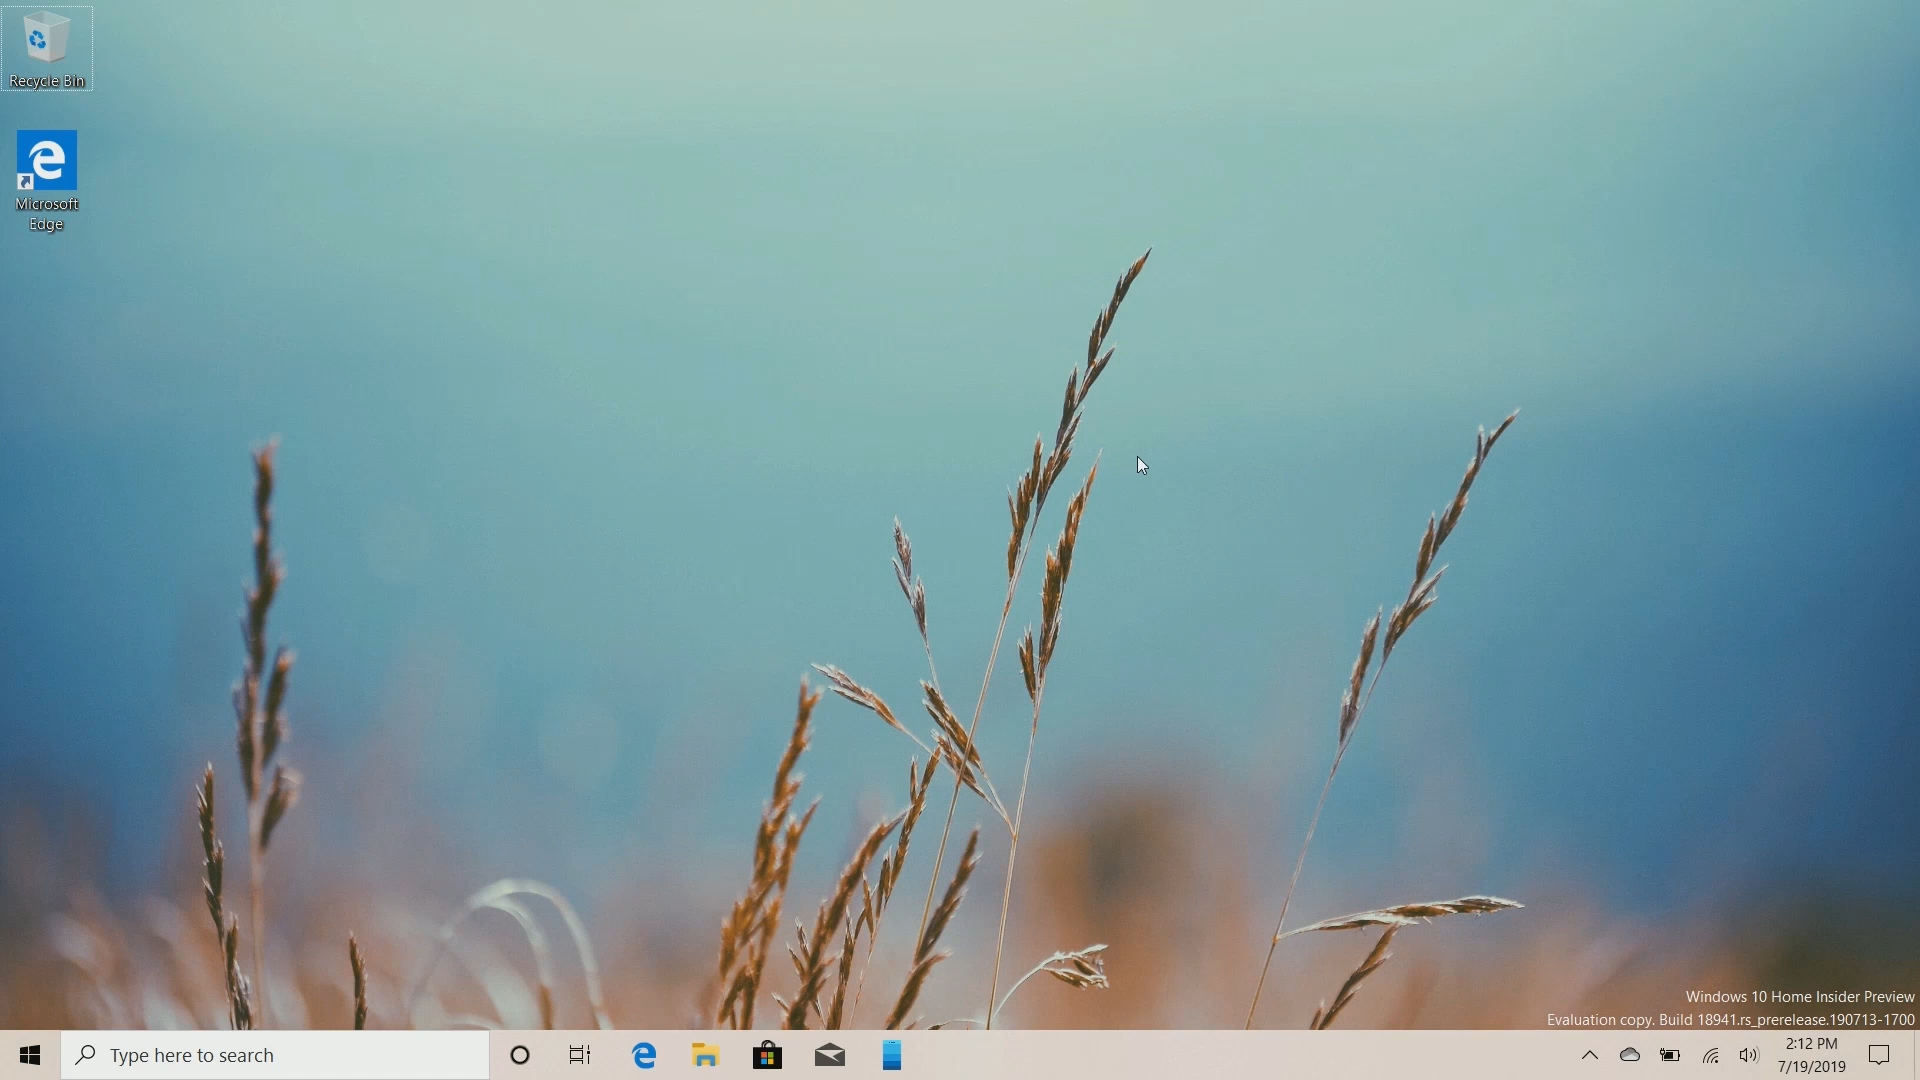 Recycle Bin
Microsoft
Edge
Windows 10 Home Insider Preview
Evaluation copy. Build 18941.rs_prerelease.190713-1700
Type here to search
2:12 PM
7/19/2019